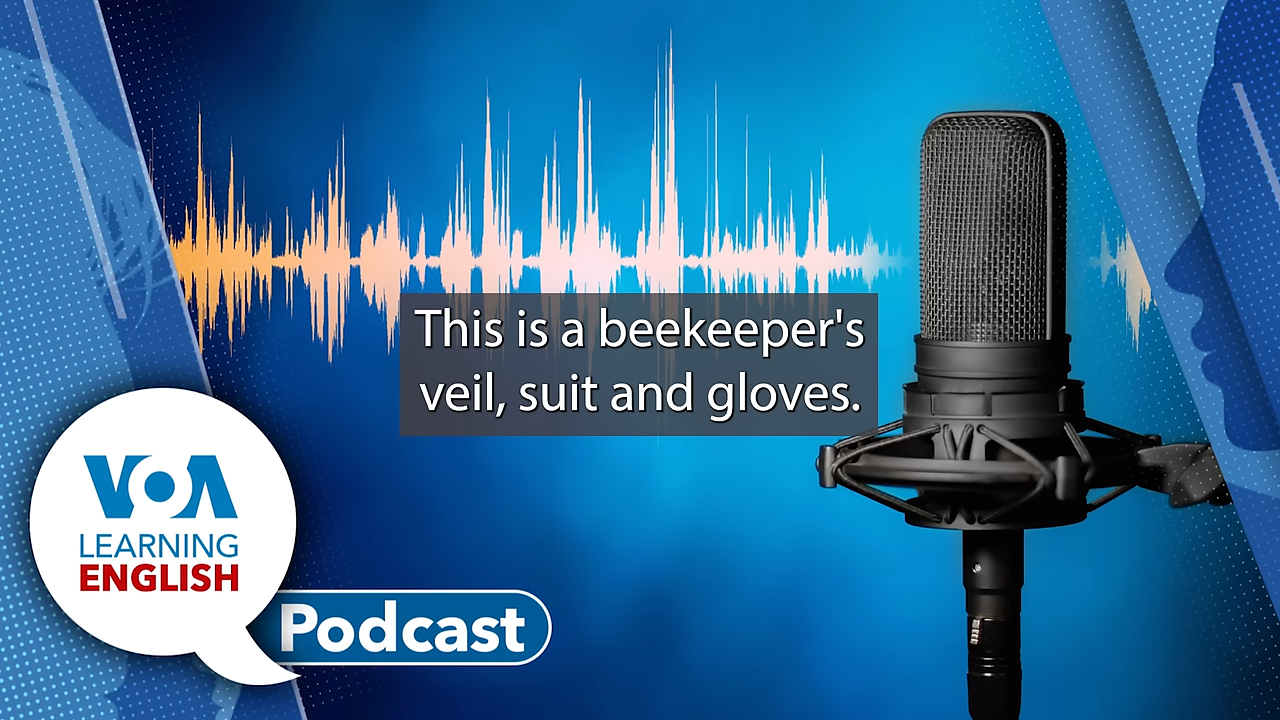 This is a beekeeper's
veil, suit and gloves.
VOA
LEARNING
ENGLISH
Podcast